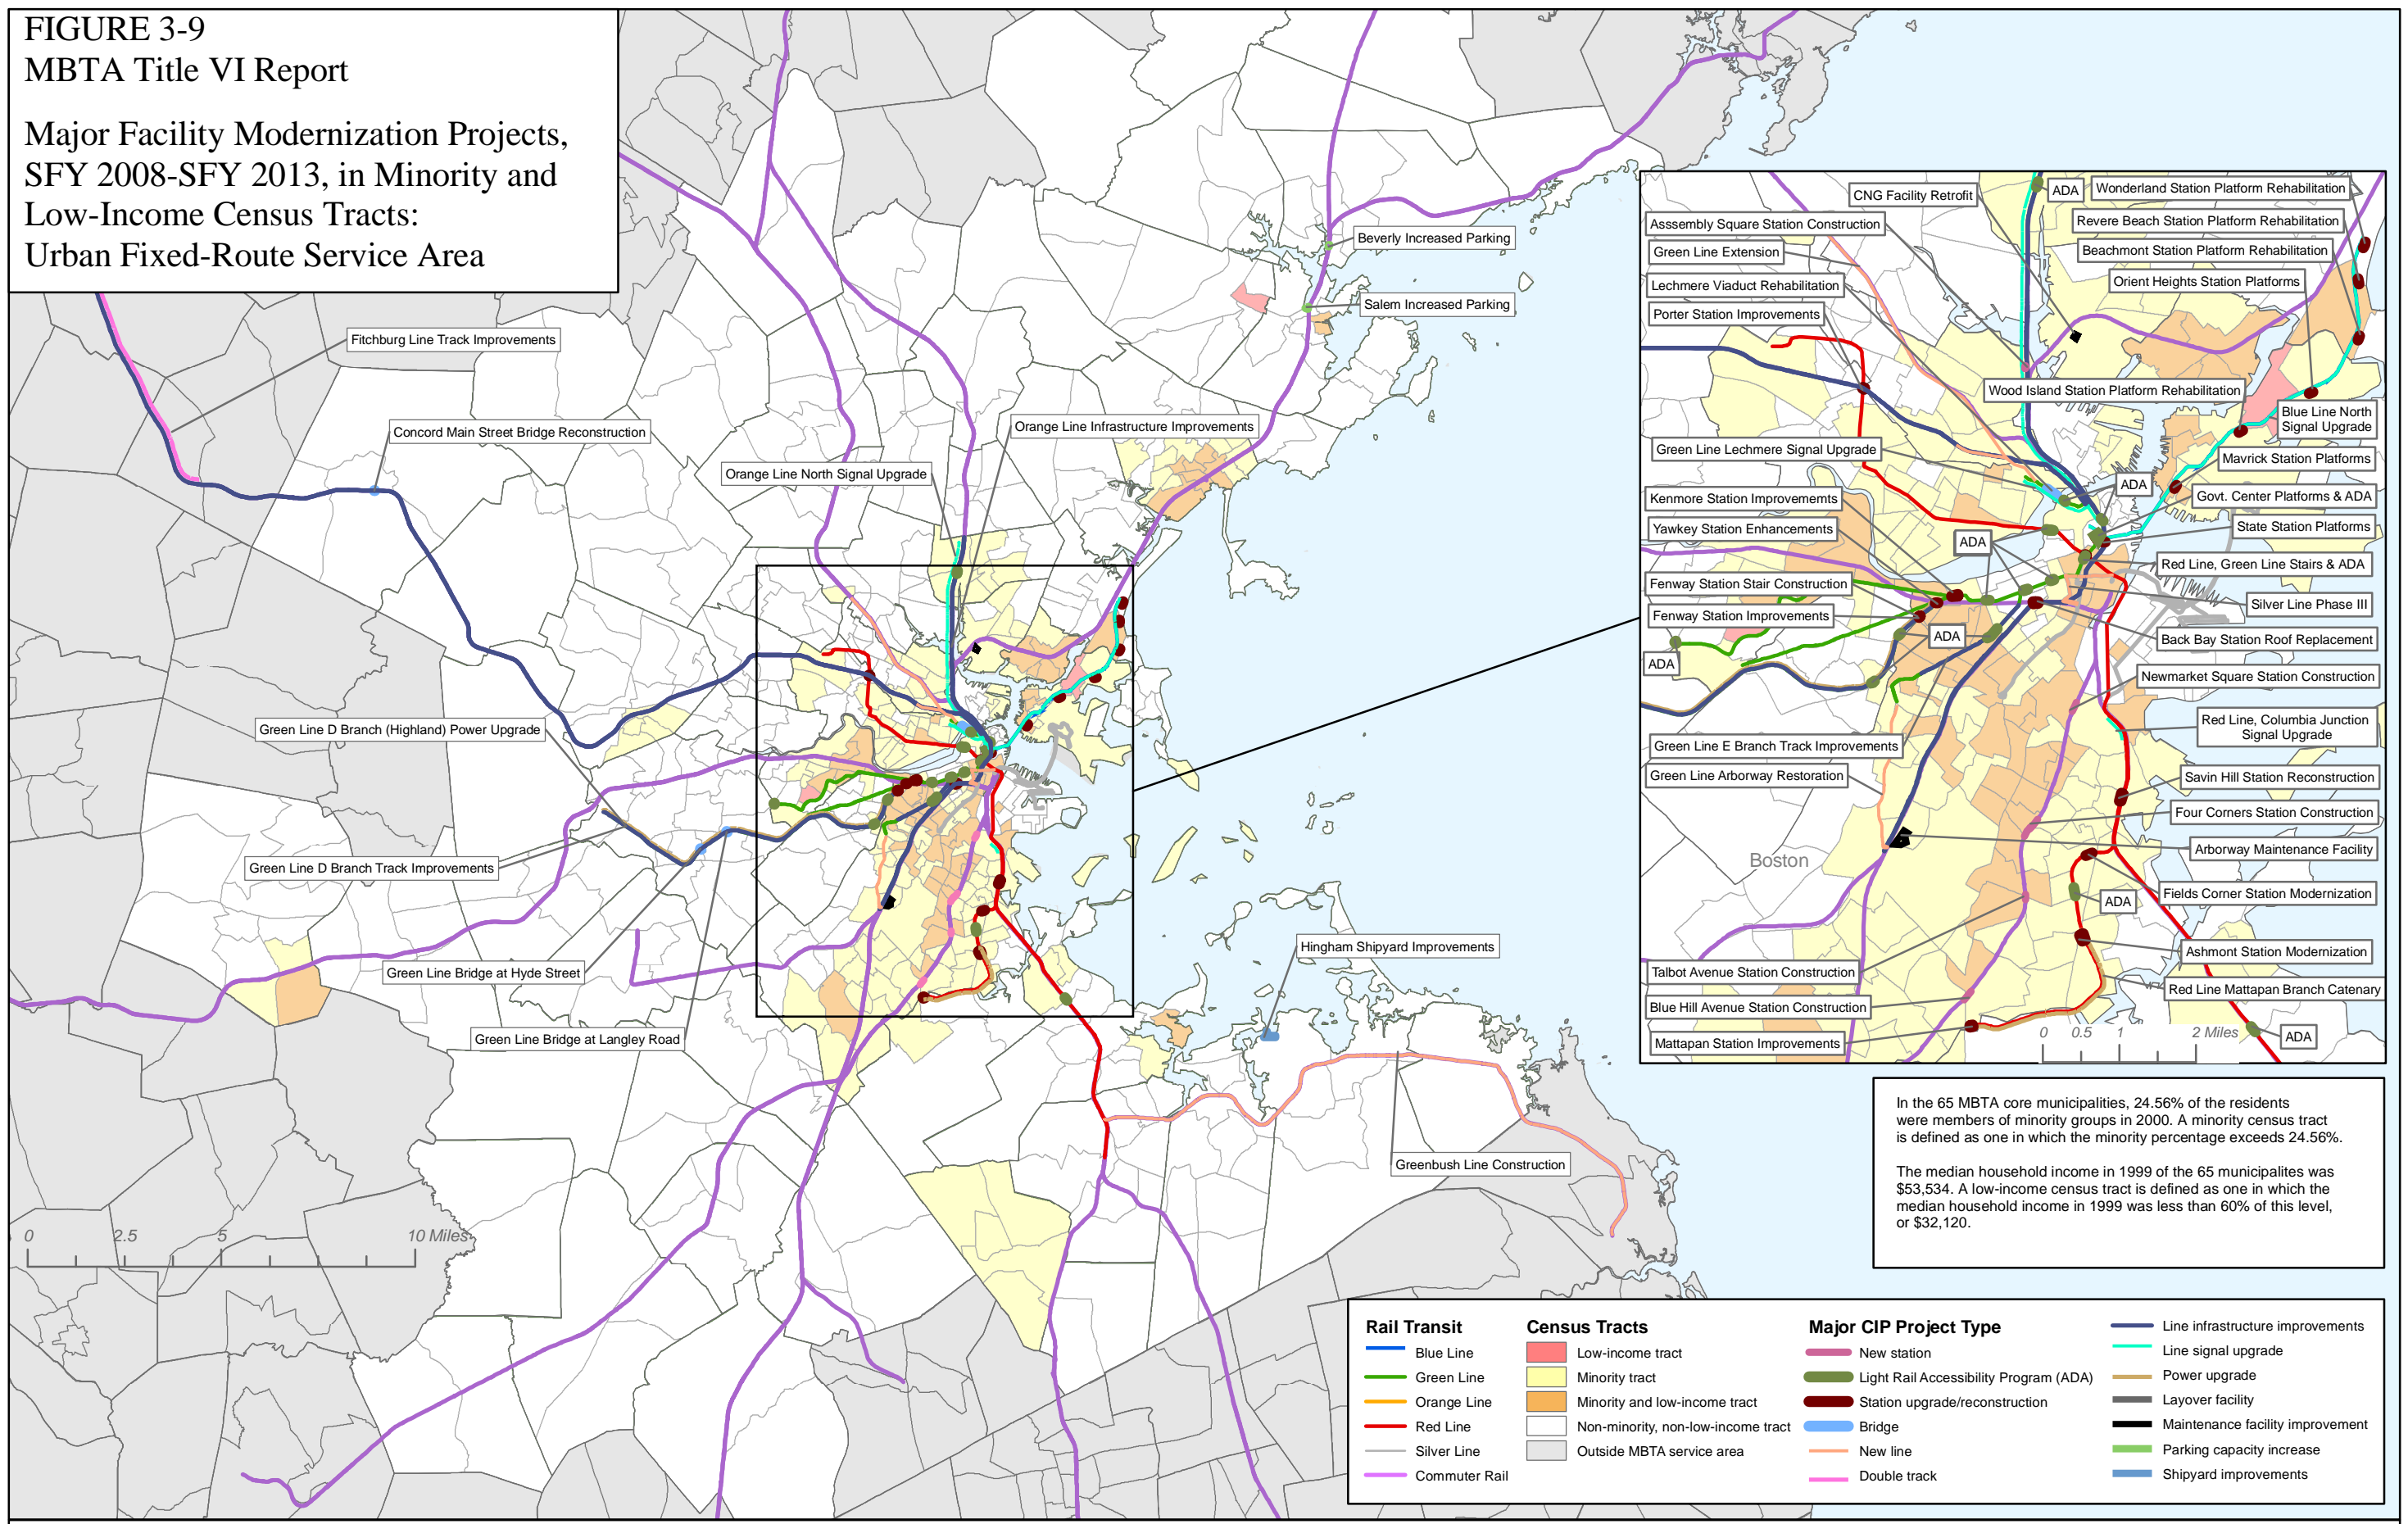 FIGURE 3-9
MBTA Title VI Report
Major Facility Modernization Projects,
SFY 2008-SFY 2013, in Minority and
Low-Income Census Tracts:
Urban Fixed-Route Service Area
Beverly Increased Parking
Salem Increased Parking
Fitchburg Line Track Improvements
Concord Main Street Bridge Reconstruction
Orange Line Infrastructure Improvements
Orange Line North Signal Upgrade
Green Line D Branch (Highland) Power Upgrade
Green Line D Branch Track Improvements
Green Line Bridge at Hyde Street
Green Line Bridge at Langley Road
Hingham Shipyard Improvements
Greenbush Line Construction
0 2.5 5 10 Miles
CNG Facility Retrofit
ADA
Wonderland Station Platform Rehabilitation
Asssembly Square Station Construction
Revere Beach Station Platform Rehabilitation
Green Line Extension
Beachmont Station Platform Rehabilitation
Lechmere Viaduct Rehabilitation
Orient Heights Station Platforms
Porter Station Improvements
Wood Island Station Platform Rehabilitation
Blue Line North
Signal Upgrade
Green Line Lechmere Signal Upgrade
Mavrick Station Platforms
ADA
Kenmore Station Improvements
Govt. Center Platforms & ADA
Yawkey Station Enhancements
State Station Platforms
ADA
Red Line, Green Line Stairs & ADA
Fenway Station Stair Construction
Silver Line Phase III
Fenway Station Improvements
ADA
Back Bay Station Roof Replacement
ADA
Newmarket Square Station Construction
Red Line, Columbia Junction
Signal Upgrade
Green Line E Branch Track Improvements
Green Line Arborway Restoration
Savin Hill Station Reconstruction
Four Corners Station Construction
Arborway Maintenance Facility
Boston
Fields Corner Station Modernization
ADA
Ashmont Station Modernization
Talbot Avenue Station Construction
Red Line Mattapan Branch Catenary
Blue Hill Avenue Station Construction
Mattapan Station Improvements
0 0.5 1 2 Miles
ADA
In the 65 MBTA core municipalities, 24.56% of the residents
were members of minority groups in 2000. A minority census tract
is defined as one in which the minority percentage exceeds 24.56%.
The median household income in 1999 of the 65 municipalites was
$53,534. A low-income census tract is defined as one in which the
median household income in 1999 was less than 60% of this level,
or $32,120.
Rail Transit
Blue Line
Green Line
Orange Line
Red Line
Silver Line
Commuter Rail
Census Tracts
Low-income tract
Minority tract
Minority and low-income tract
Non-minority, non-low-income tract
Outside MBTA service area
Major CIP Project Type
New station
Light Rail Accessibility Program (ADA)
Station upgrade/reconstruction
Bridge
New line
Double track
Line infrastructure improvements
Line signal upgrade
Power upgrade
Layover facility
Maintenance facility improvement
Parking capacity increase
Shipyard improvements